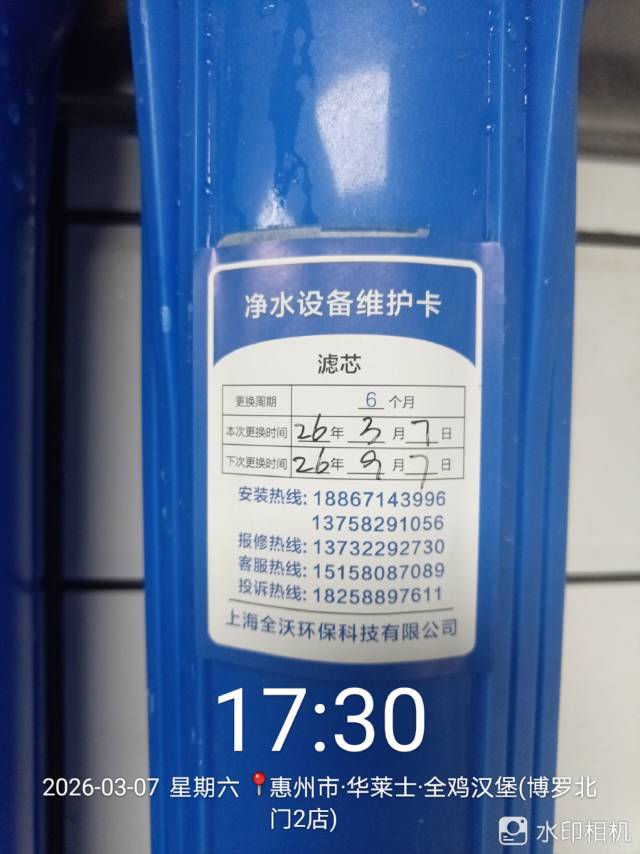 净水设备维护卡
滤芯
更换周期 6 个月
本次更换时间 26年 3月 7日
下次更换时间 26年 9月 7日
安装热线: 18867143996
13758291056
报修热线: 13732292730
客服热线: 15158087089
投诉热线: 18258897611
上海全沃环保科技有限公司
17:30
2026-03-07 星期六 📍惠州市·华莱士·全鸡汉堡(博罗北
门2店)
水印相机